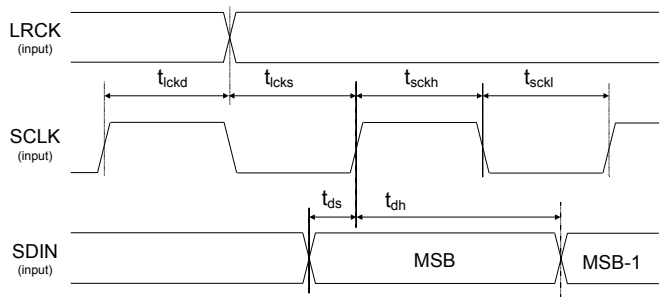 LRCK
(input)
tlckd
tlcks
tsckh
tsckl
SCLK
(input)
tds
tdh
SDIN
(input)
MSB
MSB-1